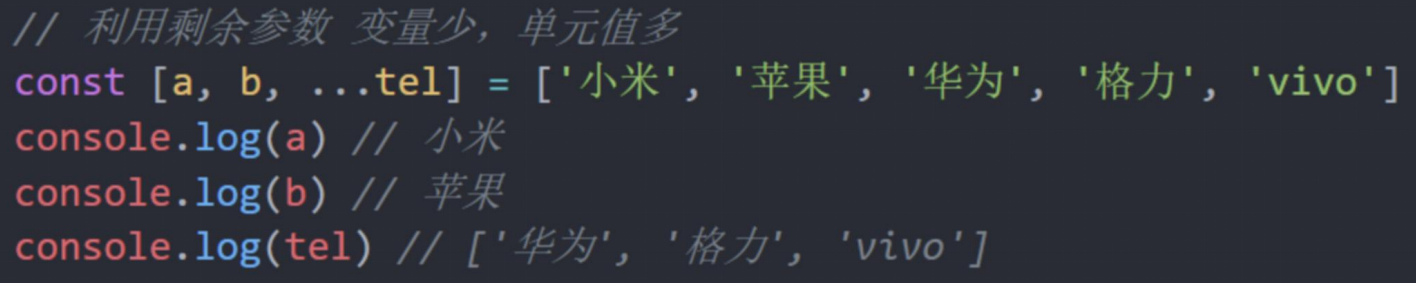 // 利用剩余参数 变量少，单元值多
const [a, b, ...tel] = ['小米', '苹果', '华为', '格力', 'vivo']
console.log(a) // 小米
console.log(b) // 苹果
console.log(tel) // ['华为', '格力', 'vivo']